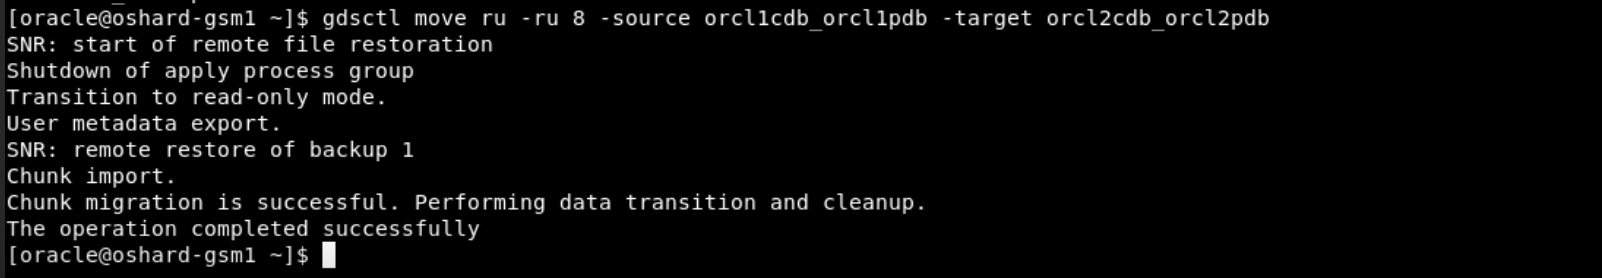 [oracle@oshard-gsm1 ~]$ gdsctl move ru -ru 8 -source orcl1cdb_orcl1pdb -target orcl2cdb_orcl2pdb
SNR: start of remote file restoration
Shutdown of apply process group
Transition to read-only mode.
User metadata export.
SNR: remote restore of backup 1
Chunk import.
Chunk migration is successful. Performing data transition and cleanup.
The operation completed successfully
[oracle@oshard-gsm1 ~]$